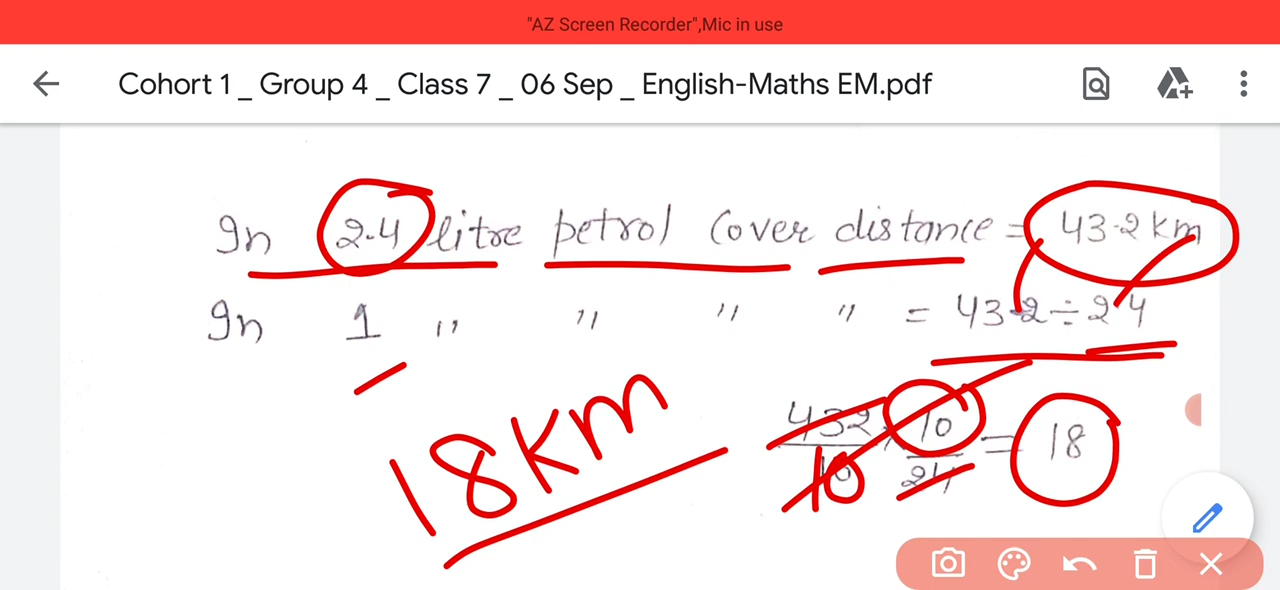 "AZ Screen Recorder",Mic in use
Cohort 1 _ Group 4 _ Class 7 _ 06 Sep _ English-Maths EM.pdf
In 2.4 litre petrol Cover distance = 43.2 km
In 1 " " " " = 43.2 ÷ 2.4
432/10 × 10/24 = 18
18 Km